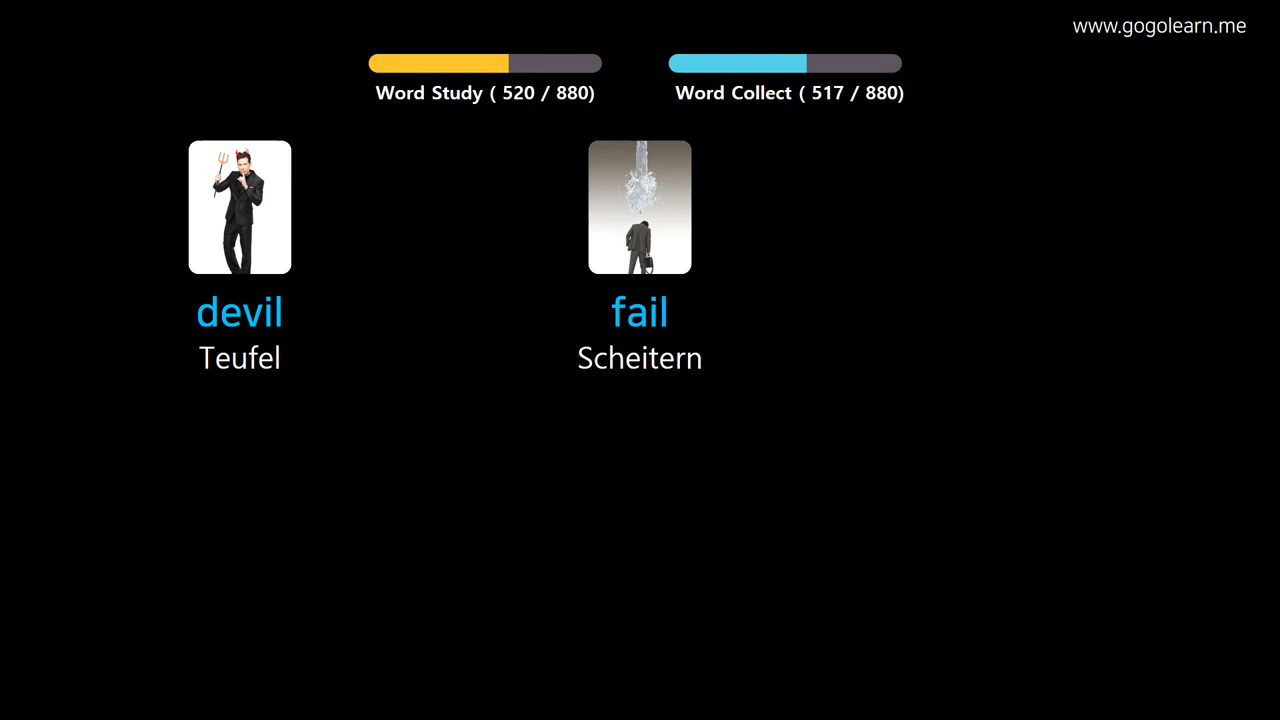 www.gogolearn.me
Word Study ( 520 / 880)
Word Collect ( 517 / 880)
devil
Teufel
fail
Scheitern